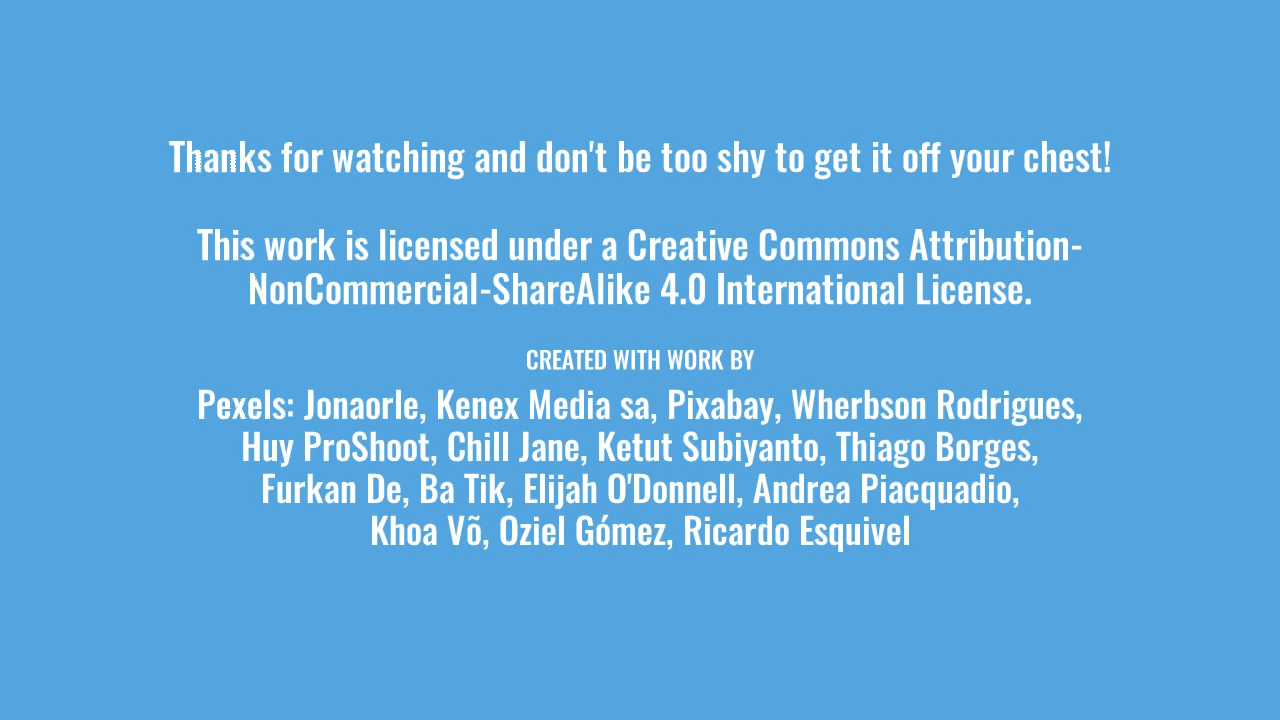 Thanks for watching and don't be too shy to get it off your chest!
This work is licensed under a Creative Commons Attribution-
NonCommercial-ShareAlike 4.0 International License.
CREATED WITH WORK BY
Pexels: Jonaorle, Kenex Media sa, Pixabay, Wherbson Rodrigues,
Huy ProShoot, Chill Jane, Ketut Subiyanto, Thiago Borges,
Furkan De, Ba Tik, Elijah O'Donnell, Andrea Piacquadio,
Khoa Võ, Oziel Gómez, Ricardo Esquivel